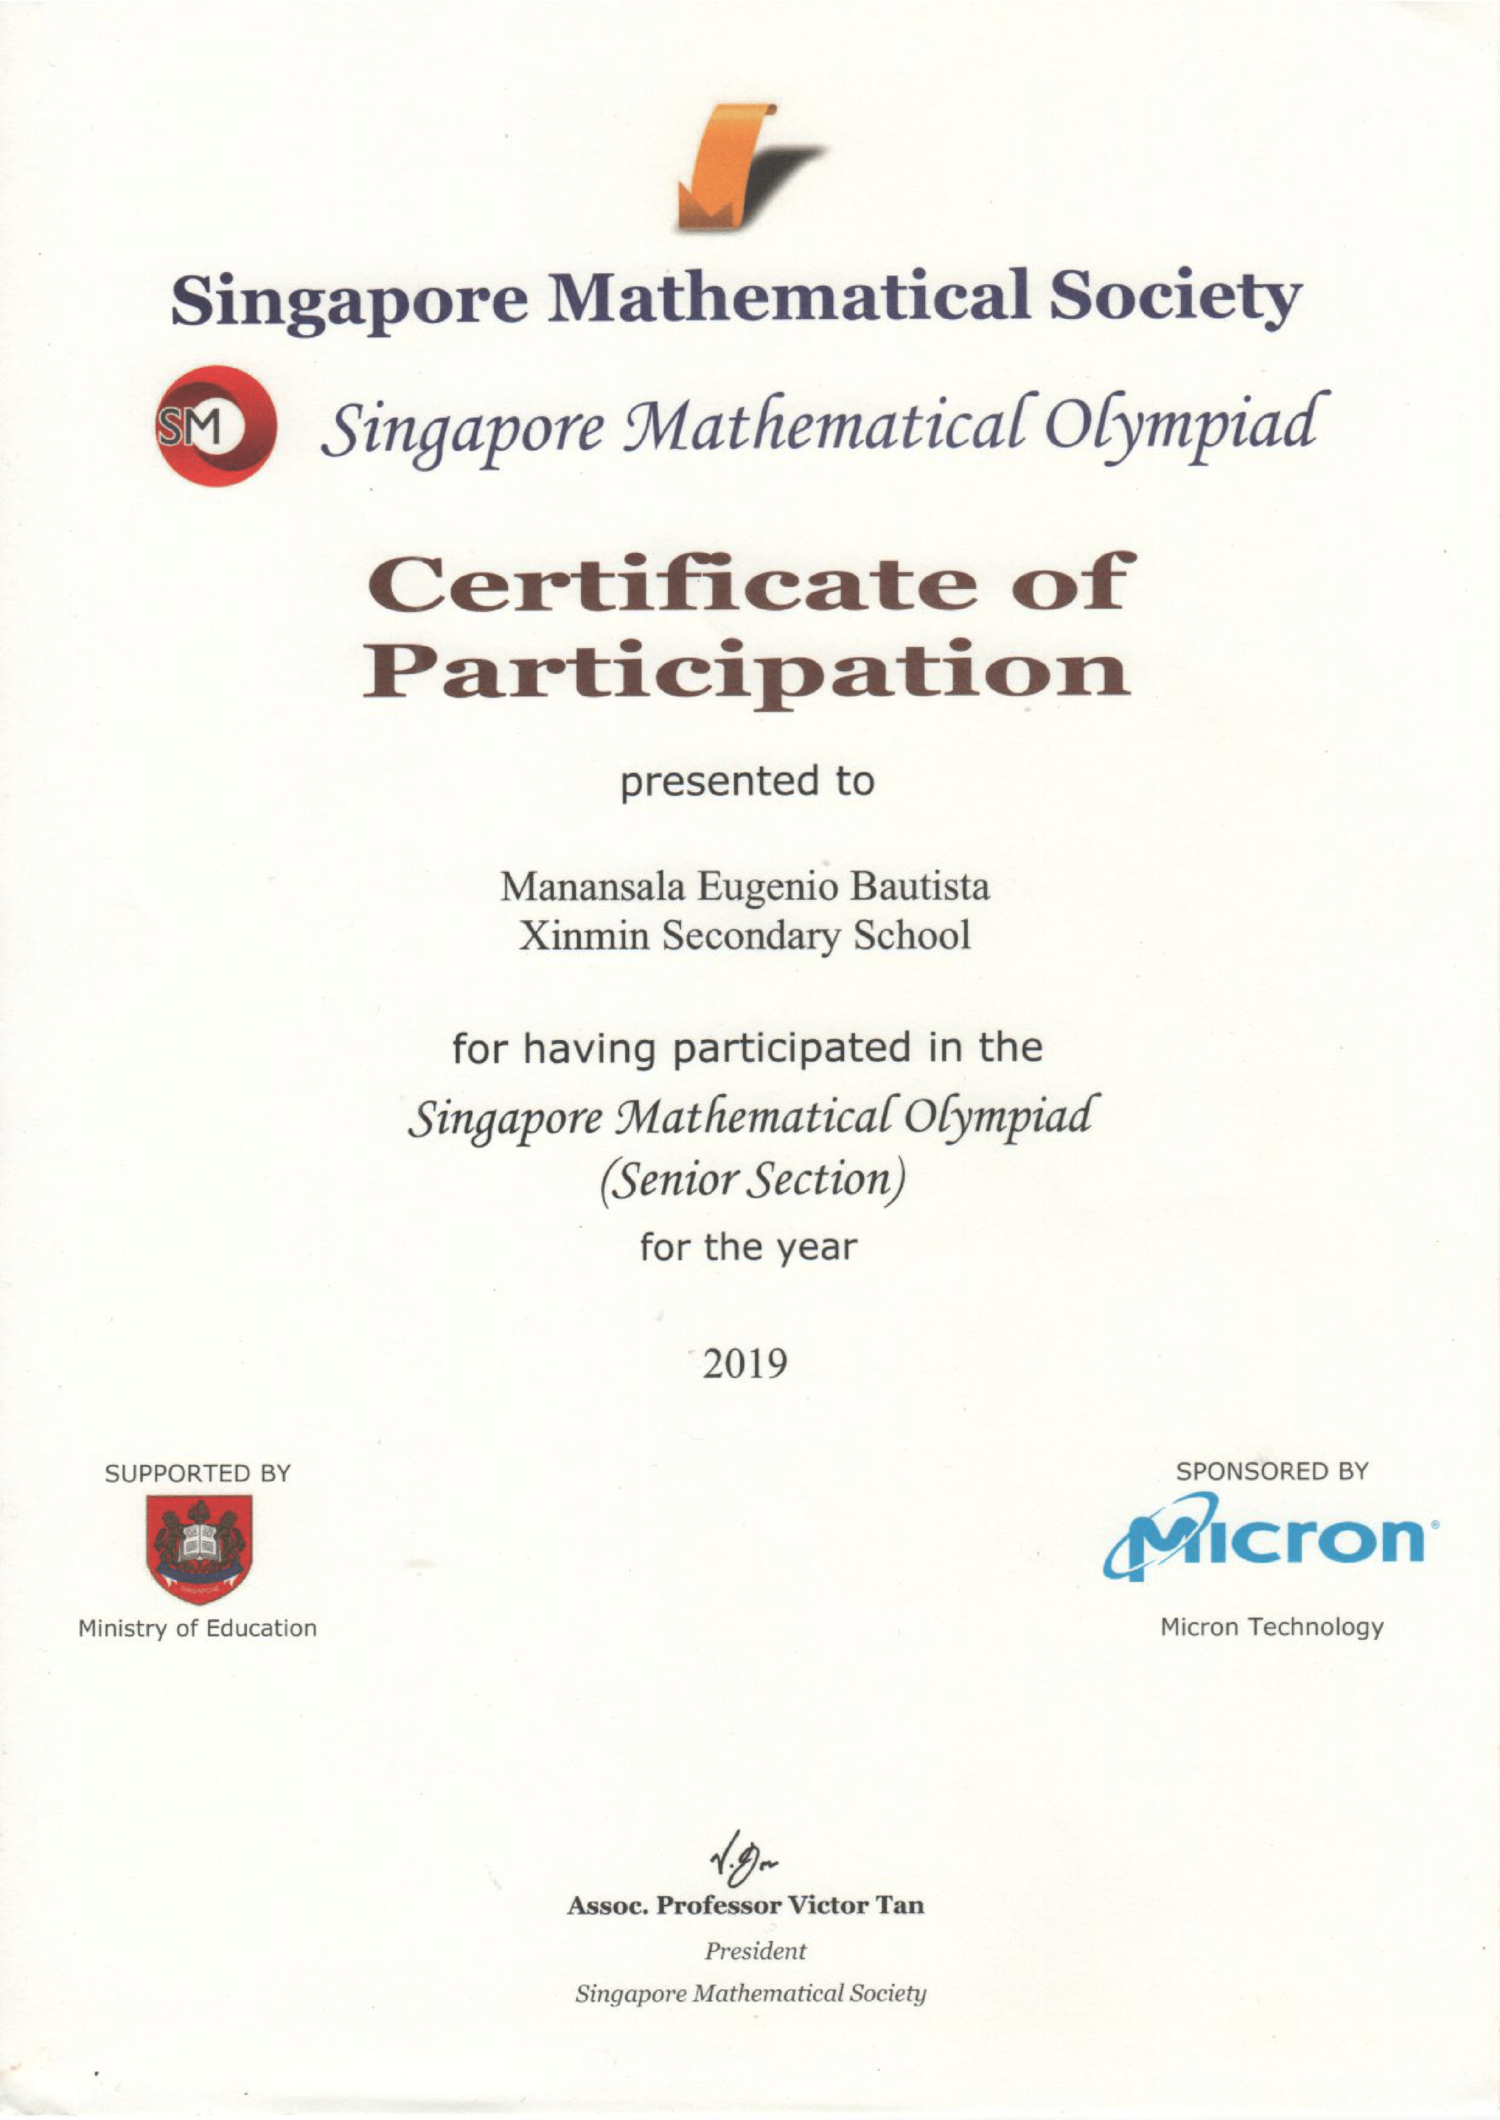 Singapore Mathematical Society
SMO
Singapore Mathematical Olympiad
Certificate of
Participation
presented to
Manansala Eugenio Bautista
Xinmin Secondary School
for having participated in the
Singapore Mathematical Olympiad
(Senior Section)
for the year
2019
SUPPORTED BY
SINGAPORE
Ministry of Education
SPONSORED BY
Micron®
Micron Technology
Assoc. Professor Victor Tan
President
Singapore Mathematical Society